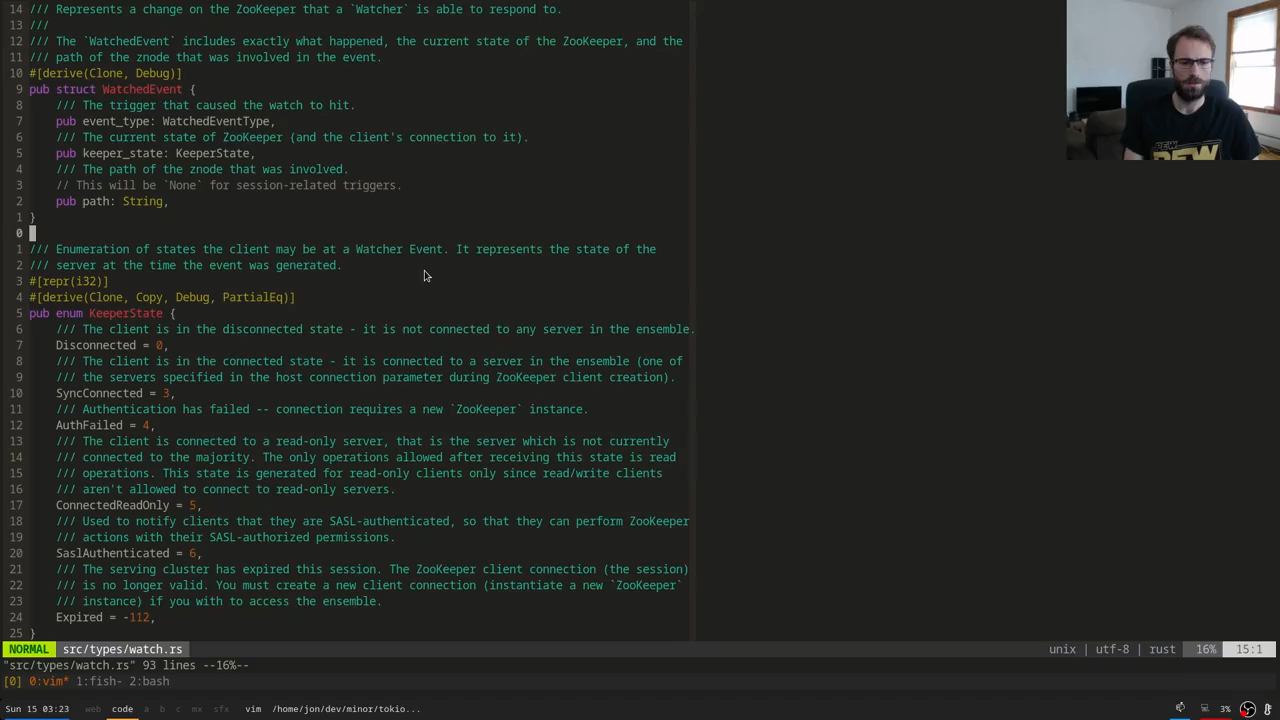 14 /// Represents a change on the ZooKeeper that a `Watcher` is able to respond to.
13 ///
12 /// The `WatchedEvent` includes exactly what happened, the current state of the ZooKeeper, and the
11 /// path of the znode that was involved in the event.
10 #[derive(Clone, Debug)]
9 pub struct WatchedEvent {
8     /// The trigger that caused the watch to hit.
7     pub event_type: WatchedEventType,
6     /// The current state of ZooKeeper (and the client's connection to it).
5     pub keeper_state: KeeperState,
4     /// The path of the znode that was involved.
3     // This will be `None` for session-related triggers.
2     pub path: String,
1 }
0
1 /// Enumeration of states the client may be at a Watcher Event. It represents the state of the
2 /// server at the time the event was generated.
3 #[repr(i32)]
4 #[derive(Clone, Copy, Debug, PartialEq)]
5 pub enum KeeperState {
6     /// The client is in the disconnected state - it is not connected to any server in the ensemble.
7     Disconnected = 0,
8     /// The client is in the connected state - it is connected to a server in the ensemble (one of
9     /// the servers specified in the host connection parameter during ZooKeeper client creation).
10     SyncConnected = 3,
11     /// Authentication has failed -- connection requires a new `ZooKeeper` instance.
12     AuthFailed = 4,
13     /// The client is connected to a read-only server, that is the server which is not currently
14     /// connected to the majority. The only operations allowed after receiving this state is read
15     /// operations. This state is generated for read-only clients only since read/write clients
16     /// aren't allowed to connect to read-only servers.
17     ConnectedReadOnly = 5,
18     /// Used to notify clients that they are SASL-authenticated, so that they can perform ZooKeeper
19     /// actions with their SASL-authorized permissions.
20     SaslAuthenticated = 6,
21     /// The serving cluster has expired this session. The ZooKeeper client connection (the session)
22     /// is no longer valid. You must create a new client connection (instantiate a new `ZooKeeper`
23     /// instance) if you with to access the ensemble.
24     Expired = -112,
25 }
NORMAL src/types/watch.rs unix | utf-8 | rust 16% 15:1
"src/types/watch.rs" 93 lines --16%--
[0] 0:vim* 1:fish- 2:bash
Sun 15 03:23 web code a b c mx sfx vim /home/jon/dev/minor/tokio... 3%
PEW
PEW